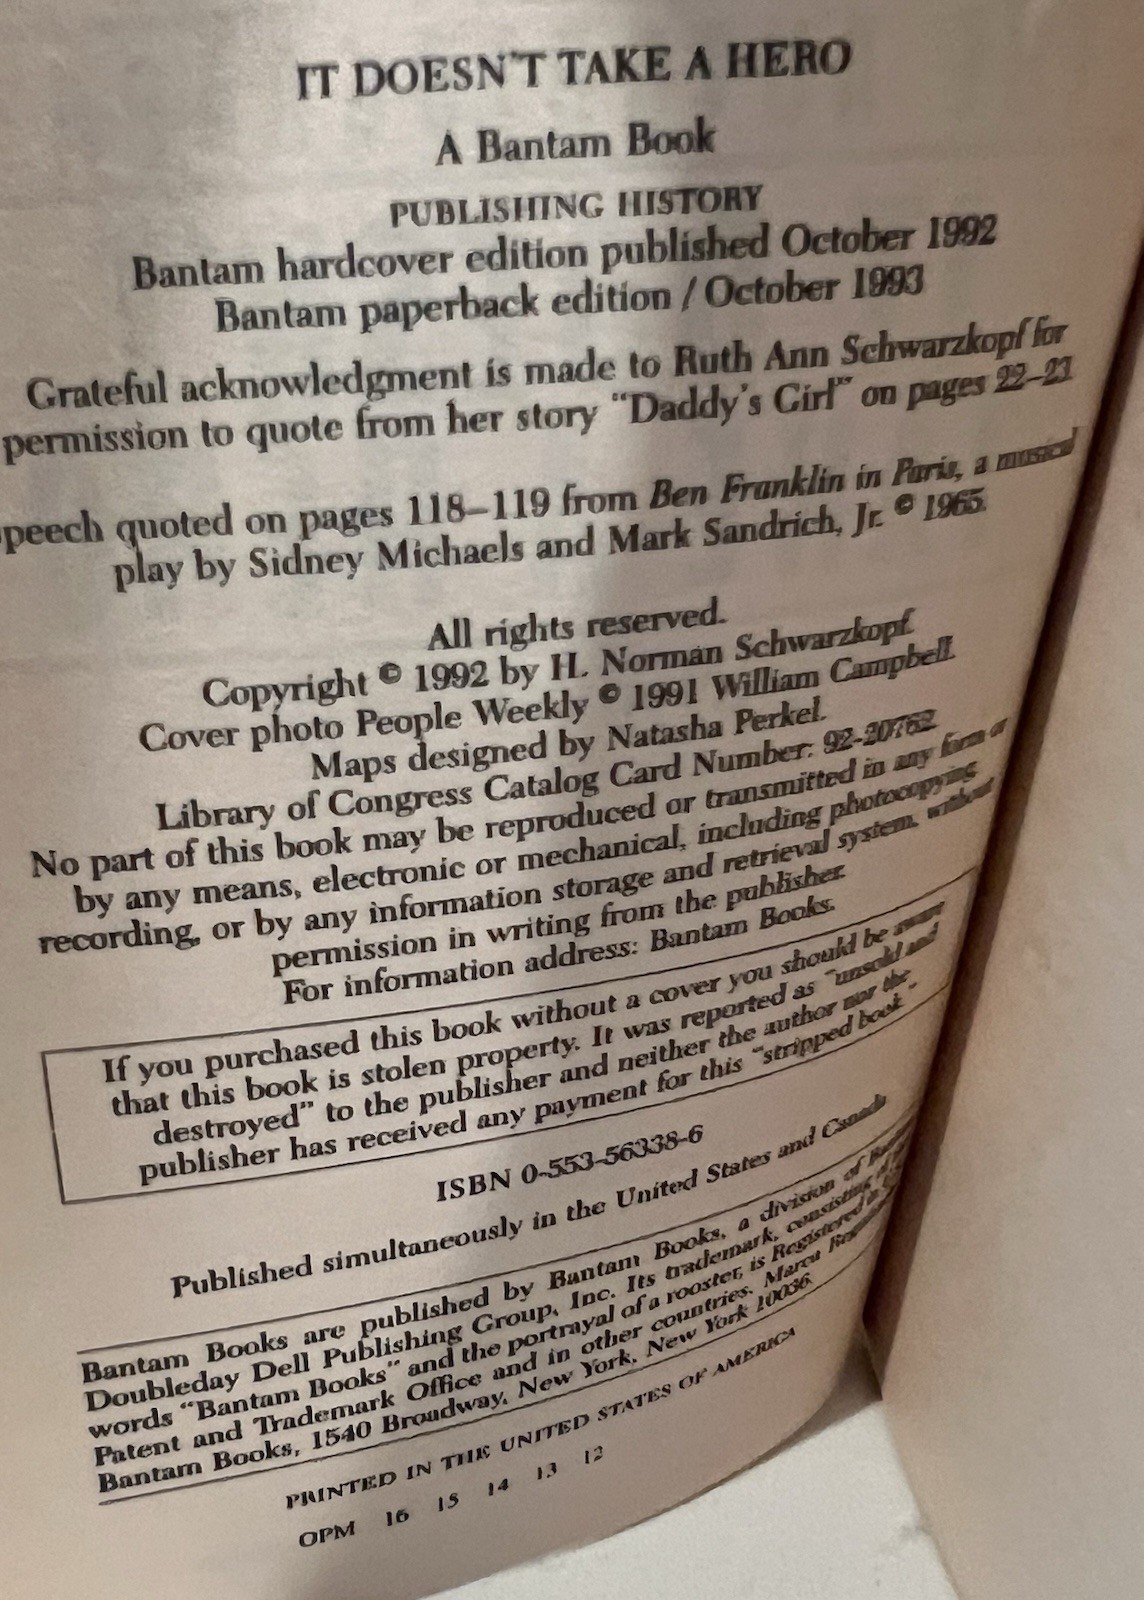 IT DOESN'T TAKE A HERO
A Bantam Book
PUBLISHING HISTORY
Bantam hardcover edition published October 1992
Bantam paperback edition / October 1993
Grateful acknowledgment is made to Ruth Ann Schwarzkopf for
permission to quote from her story "Daddy's Girl" on pages 22–23.
peech quoted on pages 118–119 from Ben Franklin in Paris, a musical
play by Sidney Michaels and Mark Sandrich, Jr. © 1965.
All rights reserved.
Copyright © 1992 by H. Norman Schwarzkopf.
Cover photo People Weekly © 1991 William Campbell.
Maps designed by Natasha Perkel.
Library of Congress Catalog Card Number: 92-20762
No part of this book may be reproduced or transmitted in any form or
by any means, electronic or mechanical, including photocopying,
recording, or by any information storage and retrieval system, without
permission in writing from the publisher.
For information address: Bantam Books.
If you purchased this book without a cover you should be aware
that this book is stolen property. It was reported as "unsold and
destroyed" to the publisher and neither the author nor the
publisher has received any payment for this "stripped book".
ISBN 0-553-56338-6
Published simultaneously in the United States and Canada
Bantam Books are published by Bantam Books, a division of
Doubleday Dell Publishing Group, Inc. Its trademark, consisting of
words "Bantam Books" and the portrayal of a rooster, is Registered in
Patent and Trademark Office and in other countries. Marca
Bantam Books, 1540 Broadway, New York, New York 10036.
PRINTED IN THE UNITED STATES OF AMERICA
OPM 16 15 14 13 12